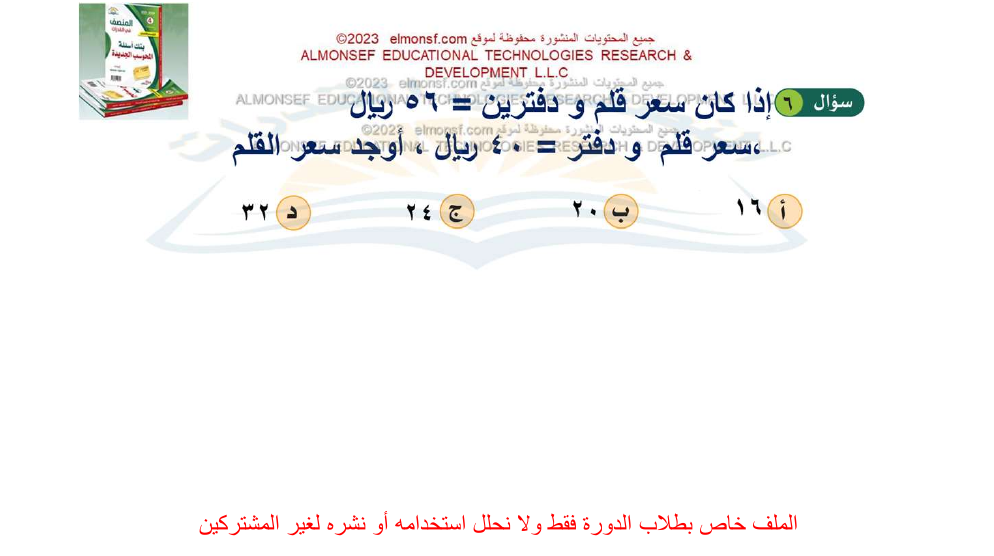 المنصف
في القدرات
بنك أسئلة
المحوسب الجديدة
جميع المحتويات المنشورة محفوظة لموقع elmonsf.com ©2023
ALMONSEF EDUCATIONAL TECHNOLOGIES RESEARCH &
DEVELOPMENT L.L.C
جميع المحتويات المنشورة محفوظة لموقع elmonsf.com ©2023
ALMONSEF EDUCATIONAL TECHNOLOGIES RESEARCH & DEVELOPMENT L.L.C
سؤال ٦ إذا كان سعر قلم و دفترين = ٥٦ ريال
جميع المحتويات المنشورة محفوظة لموقع elmonsf.com ©2023
ALMONSEF EDUCATIONAL TECHNOLOGIES RESEARCH & DEVELOPMENT L.L.C
،سعر قلم و دفتر = ٤٠ ريال ، أوجد سعر القلم
أ ١٦ ب ٢٠ ج ٢٤ د ٣٢
الملف خاص بطلاب الدورة فقط ولا نحلل استخدامه أو نشره لغير المشتركين